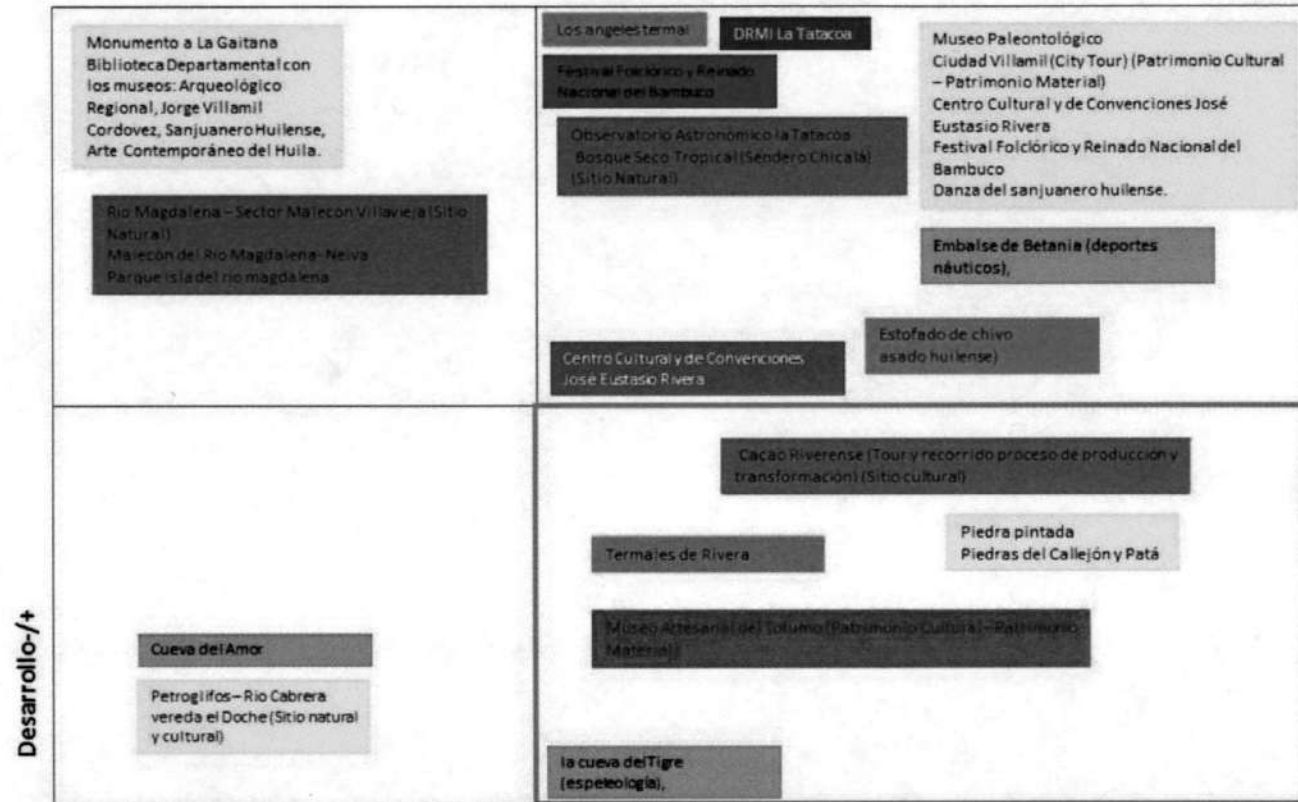 Monumento a La Gaitana
Biblioteca Departamental con
los museos: Arqueológico
Regional, Jorge Villamil
Cordovez, Sanjuanero Huilense,
Arte Contemporáneo del Huila.
Rio Magdalena – Sector Malecon Villavieja (Sitio
Natural)
Malecon del Rio Magdalena- Neiva
Parque isla del rio magdalena
Los angeles termal
DRMI La Tatacoa
Festival Folclórico y Reinado
Nacional del Bambuco
Observatorio Astronómico la Tatacoa
Bosque Seco Tropical (Sendero Chicalá)
(Sitio Natural)
Museo Paleontológico
Ciudad Villamil (City Tour) (Patrimonio Cultural
– Patrimonio Material)
Centro Cultural y de Convenciones José
Eustasio Rivera
Festival Folclórico y Reinado Nacional del
Bambuco
Danza del sanjuanero huilense.
Embalse de Betania (deportes
náuticos),
Estofado de chivo
asado huilense)
Centro Cultural y de Convenciones
José Eustasio Rivera
Desarrollo-/+
Cueva del Amor
Petroglifos – Rio Cabrera
vereda el Doche (Sitio natural
y cultural)
Cacao Riverense (Tour y recorrido proceso de producción y
transformación) (Sitio cultural)
Termales de Rivera
Piedra pintada
Piedras del Callejón y Patá
Museo Artesanal del Totumo (Patrimonio Cultural – Patrimonio
Material)
la cueva del Tigre
(espeleología),